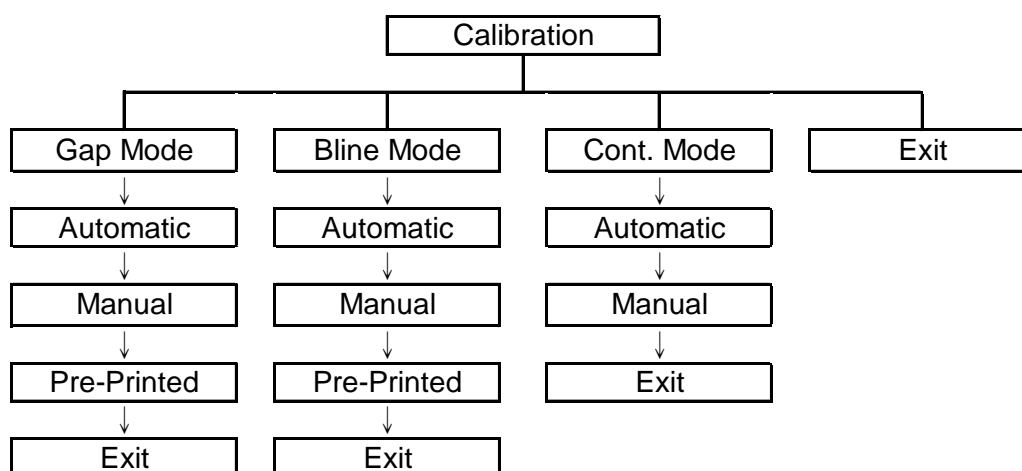 Calibration
Gap Mode
Bline Mode
Cont. Mode
Exit
Automatic
Automatic
Automatic
Manual
Manual
Manual
Pre-Printed
Pre-Printed
Exit
Exit
Exit